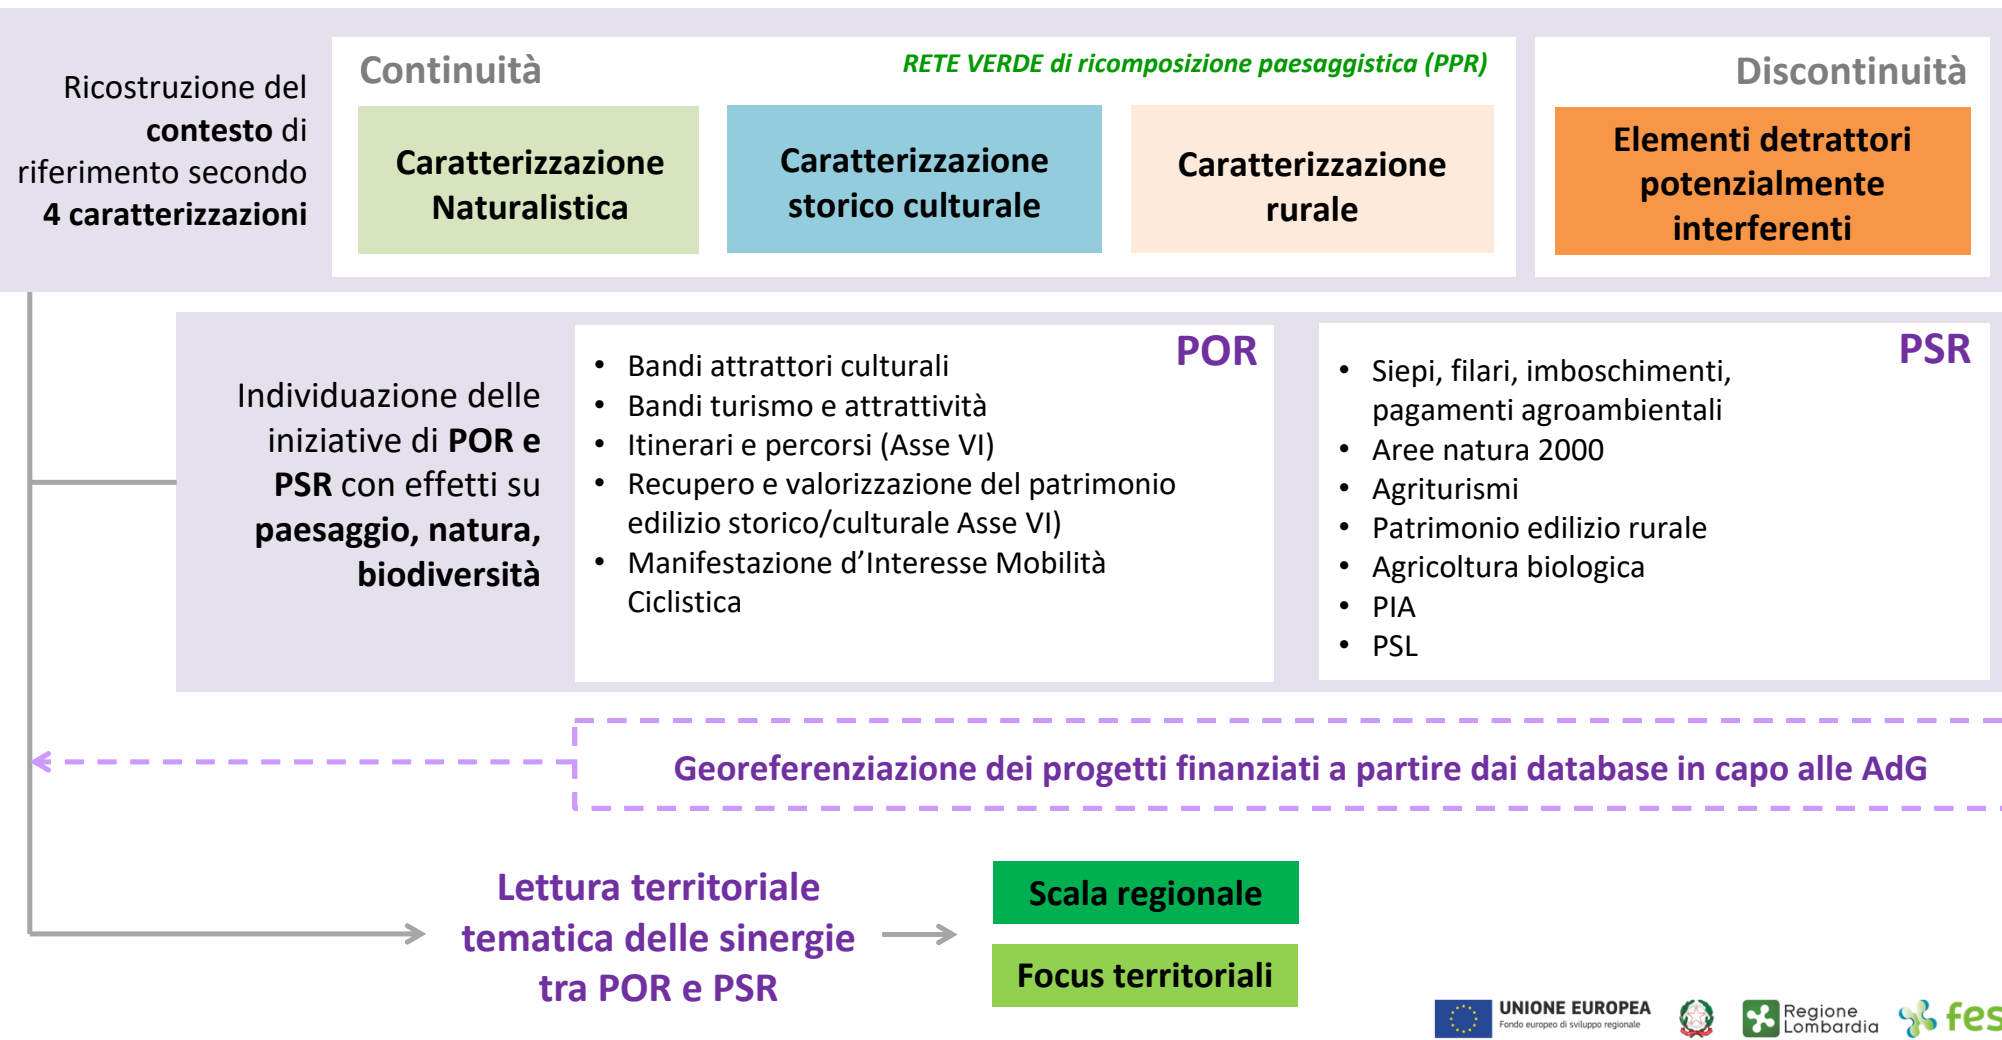 Ricostruzione del
contesto di
riferimento secondo
4 caratterizzazioni
Continuità
RETE VERDE di ricomposizione paesaggistica (PPR)
Caratterizzazione
Naturalistica
Caratterizzazione
storico culturale
Caratterizzazione
rurale
Discontinuità
Elementi detrattori
potenzialmente
interferenti
Individuazione delle
iniziative di POR e
PSR con effetti su
paesaggio, natura,
biodiversità
POR
• Bandi attrattori culturali
• Bandi turismo e attrattività
• Itinerari e percorsi (Asse VI)
• Recupero e valorizzazione del patrimonio
edilizio storico/culturale Asse VI)
• Manifestazione d’Interesse Mobilità
Ciclistica
PSR
• Siepi, filari, imboschimenti,
pagamenti agroambientali
• Aree natura 2000
• Agriturismi
• Patrimonio edilizio rurale
• Agricoltura biologica
• PIA
• PSL
Georeferenziazione dei progetti finanziati a partire dai database in capo alle AdG
Lettura territoriale
tematica delle sinergie
tra POR e PSR
Scala regionale
Focus territoriali
UNIONE EUROPEA
Fondo europeo di sviluppo regionale
Regione
Lombardia
fes